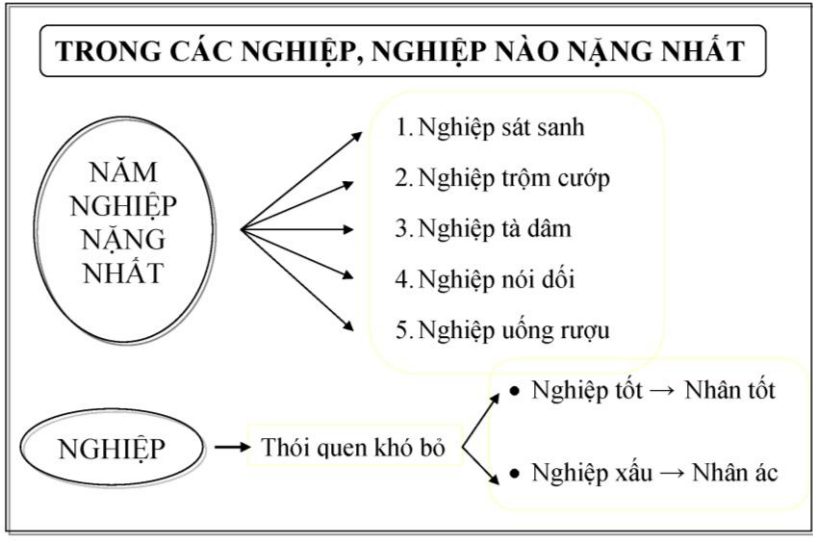 TRONG CÁC NGHIỆP, NGHIỆP NÀO NẶNG NHẤT
NĂM
NGHIỆP
NẶNG
NHẤT
1. Nghiệp sát sanh
2. Nghiệp trộm cướp
3. Nghiệp tà dâm
4. Nghiệp nói dối
5. Nghiệp uống rượu
NGHIỆP → Thói quen khó bỏ
• Nghiệp tốt → Nhân tốt
• Nghiệp xấu → Nhân ác